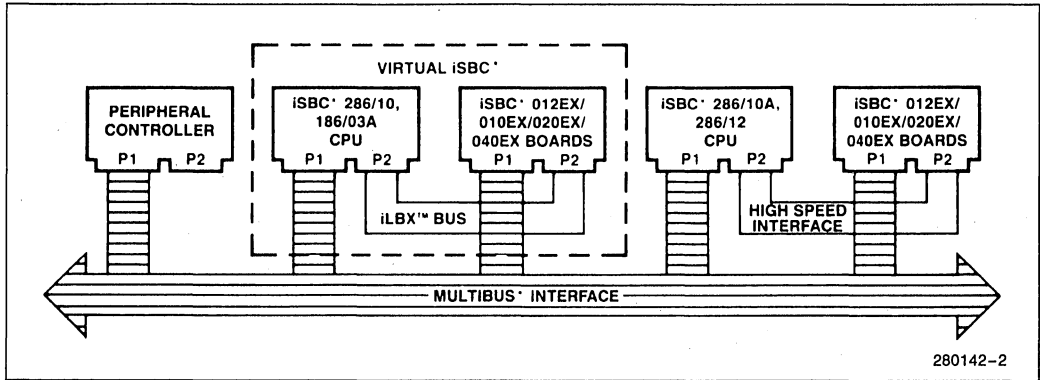 VIRTUAL iSBC*
PERIPHERAL
CONTROLLER
P1 P2
iSBC* 286/10,
186/03A
CPU
P1 P2
iSBC* 012EX/
010EX/020EX/
040EX BOARDS
P1 P2
iLBX™ BUS
iSBC* 286/10A,
286/12
CPU
P1 P2
iSBC* 012EX/
010EX/020EX/
040EX BOARDS
P1 P2
HIGH SPEED
INTERFACE
MULTIBUS* INTERFACE
280142-2